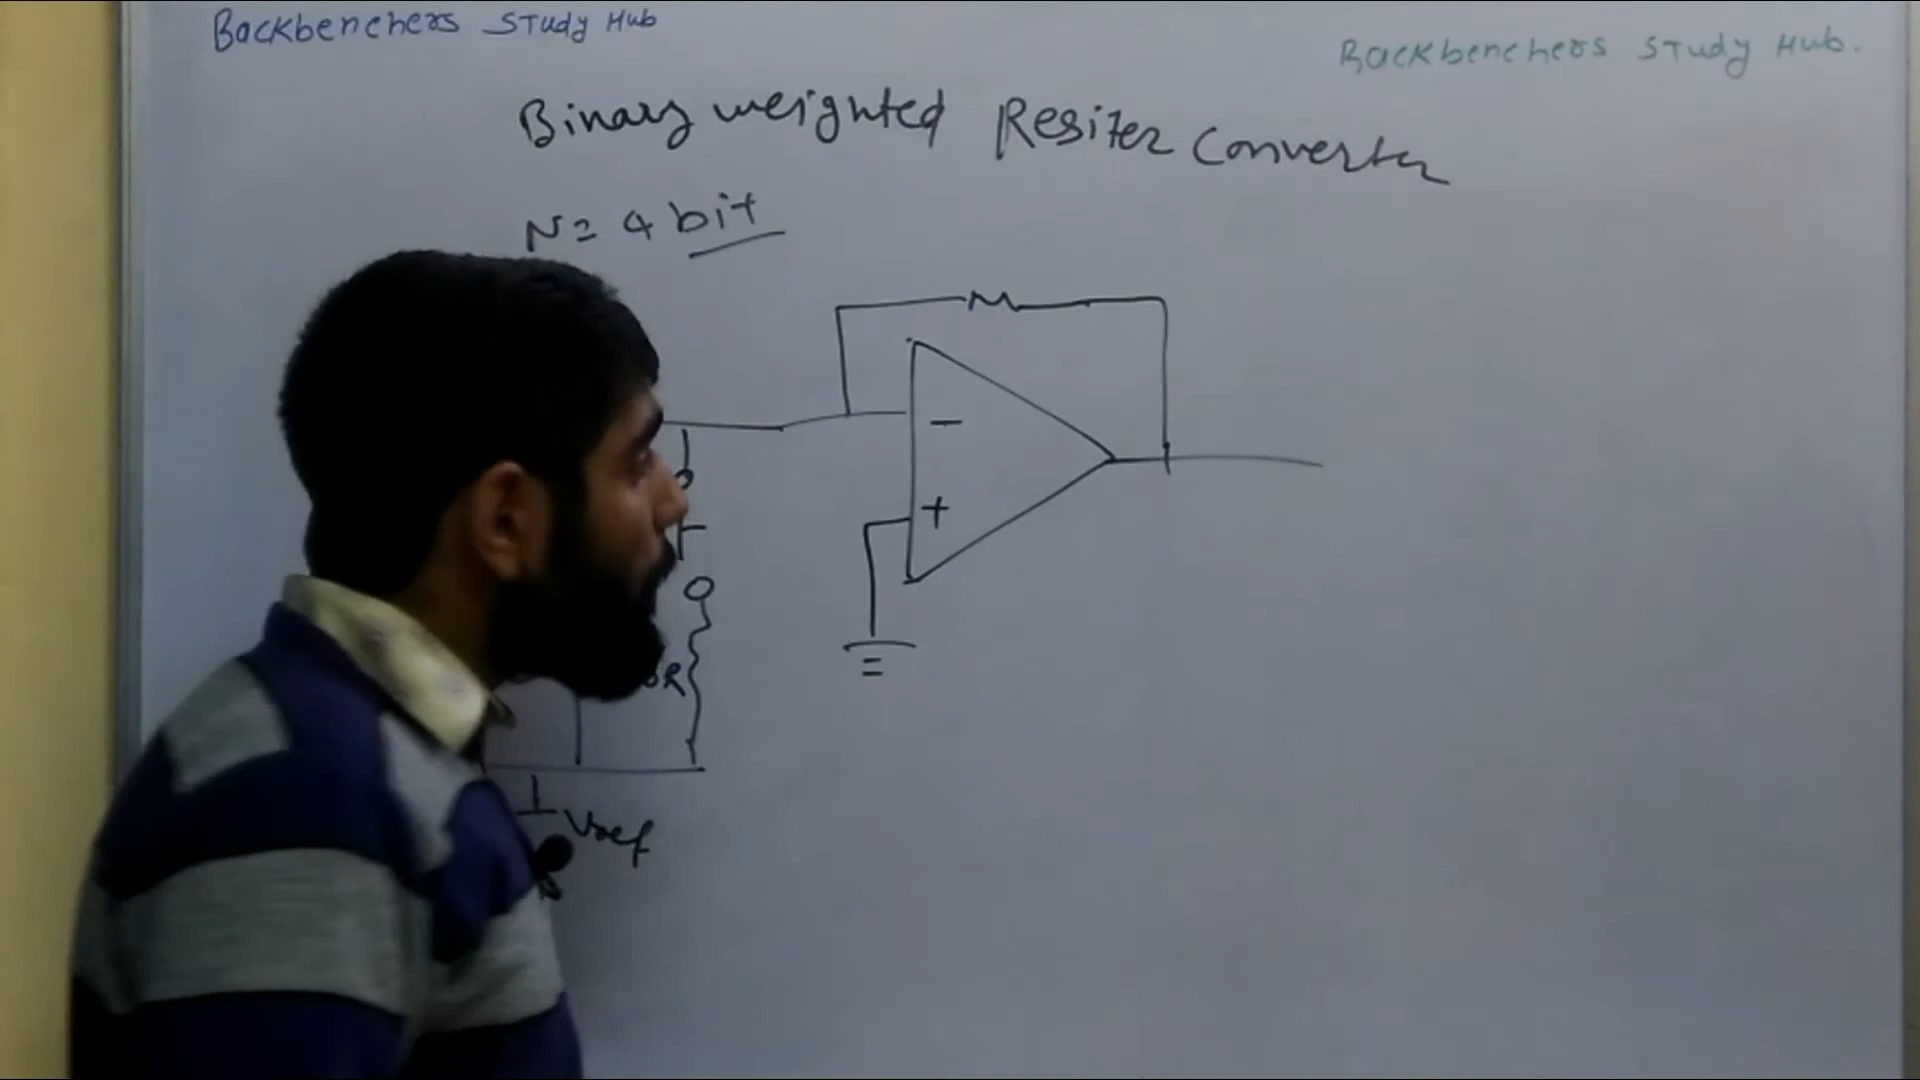 Backbenchers Study Hub
Backbenchers Study Hub.
Binary weighted Resiter Converter
N= 4 bit
- 
+
R
Vref